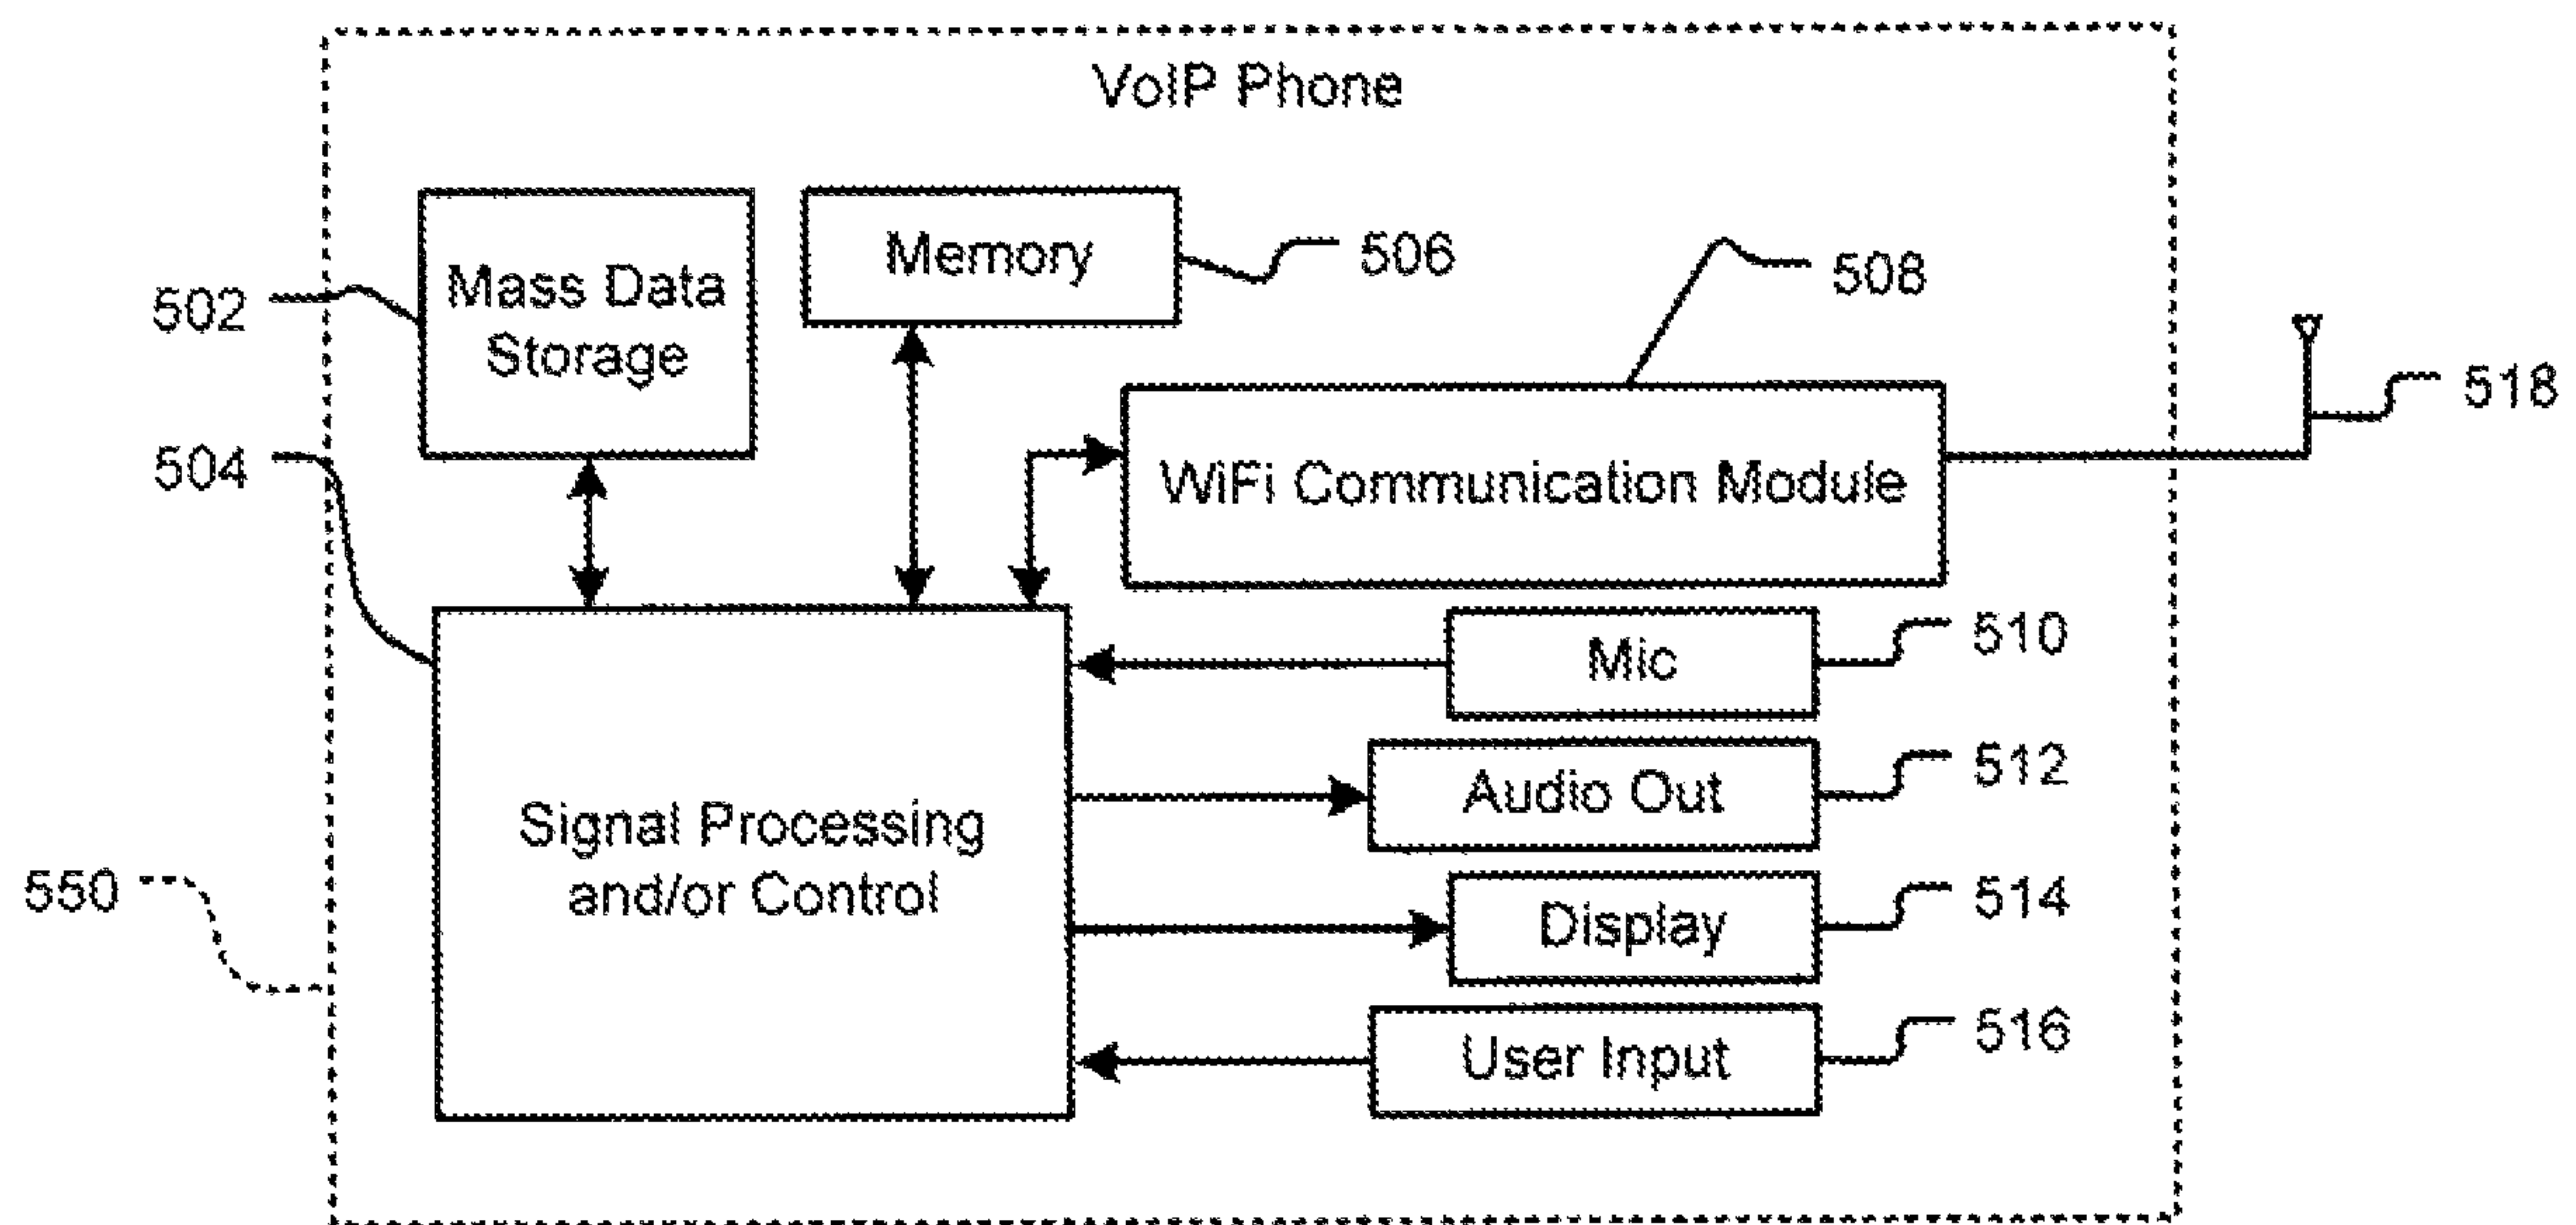 VoIP Phone
Mass Data
Storage
Memory
502
506
508
518
504
WiFi Communication Module
Mic
510
Audio Out
512
Signal Processing
and/or Control
550
Display
514
User Input
516